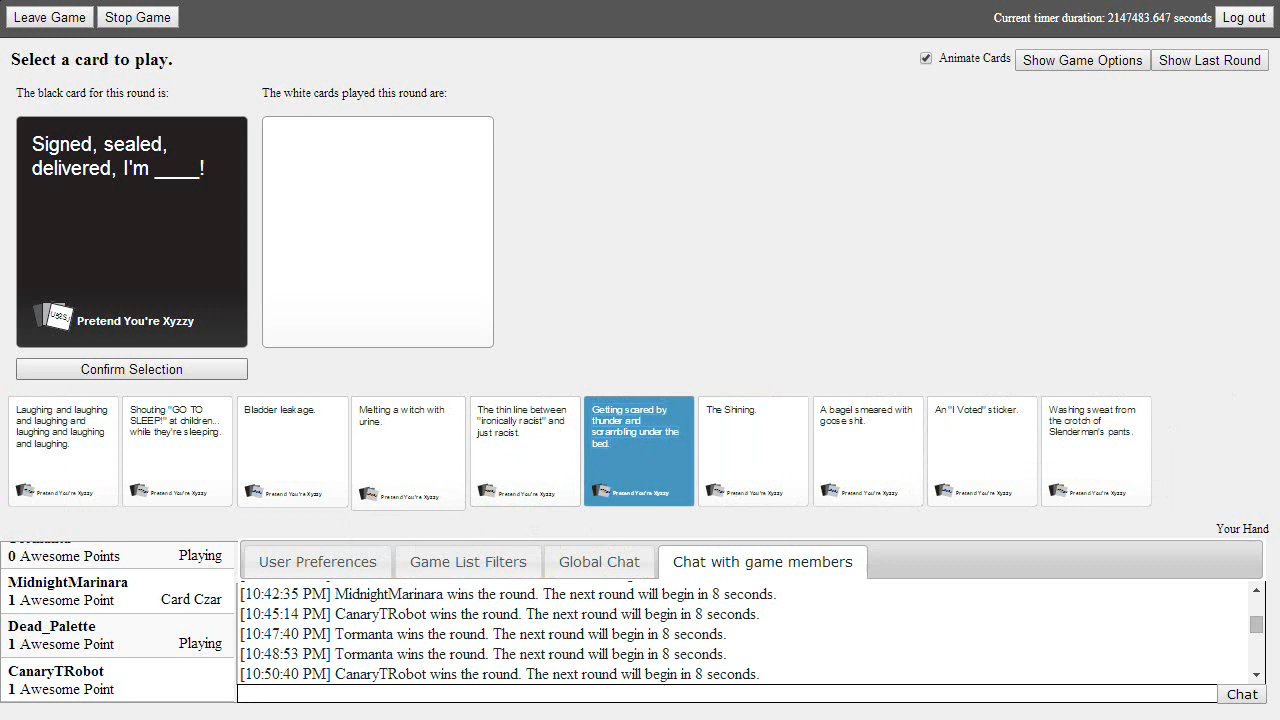 Leave Game Stop Game Current timer duration: 2147483.647 seconds Log out
Select a card to play. Animate Cards Show Game Options Show Last Round
The black card for this round is: The white cards played this round are:
Signed, sealed,
delivered, I'm ____!
Pretend You're Xyzzy
Confirm Selection
Laughing and laughing
and laughing and
laughing and laughing
and laughing.
Pretend You're Xyzzy
Shouting "GO TO
SLEEP!" at children...
while they're sleeping.
Pretend You're Xyzzy
Bladder leakage.
Pretend You're Xyzzy
Melting a witch with
urine.
Pretend You're Xyzzy
The thin line between
"ironically racist" and
just racist.
Pretend You're Xyzzy
Getting scared by
thunder and
scrambling under the
bed.
Pretend You're Xyzzy
The Shining.
Pretend You're Xyzzy
A bagel smeared with
goose shit.
Pretend You're Xyzzy
An "I Voted" sticker.
Pretend You're Xyzzy
Washing sweat from
the crotch of
Slenderman's pants.
Pretend You're Xyzzy
Your Hand
0 Awesome Points Playing
MidnightMarinara
1 Awesome Point Card Czar
Dead_Palette
1 Awesome Point Playing
CanaryTRobot
1 Awesome Point
User Preferences Game List Filters Global Chat Chat with game members
[10:42:35 PM] MidnightMarinara wins the round. The next round will begin in 8 seconds.
[10:45:14 PM] CanaryTRobot wins the round. The next round will begin in 8 seconds.
[10:47:40 PM] Tormanta wins the round. The next round will begin in 8 seconds.
[10:48:53 PM] Tormanta wins the round. The next round will begin in 8 seconds.
[10:50:40 PM] CanaryTRobot wins the round. The next round will begin in 8 seconds.
Chat